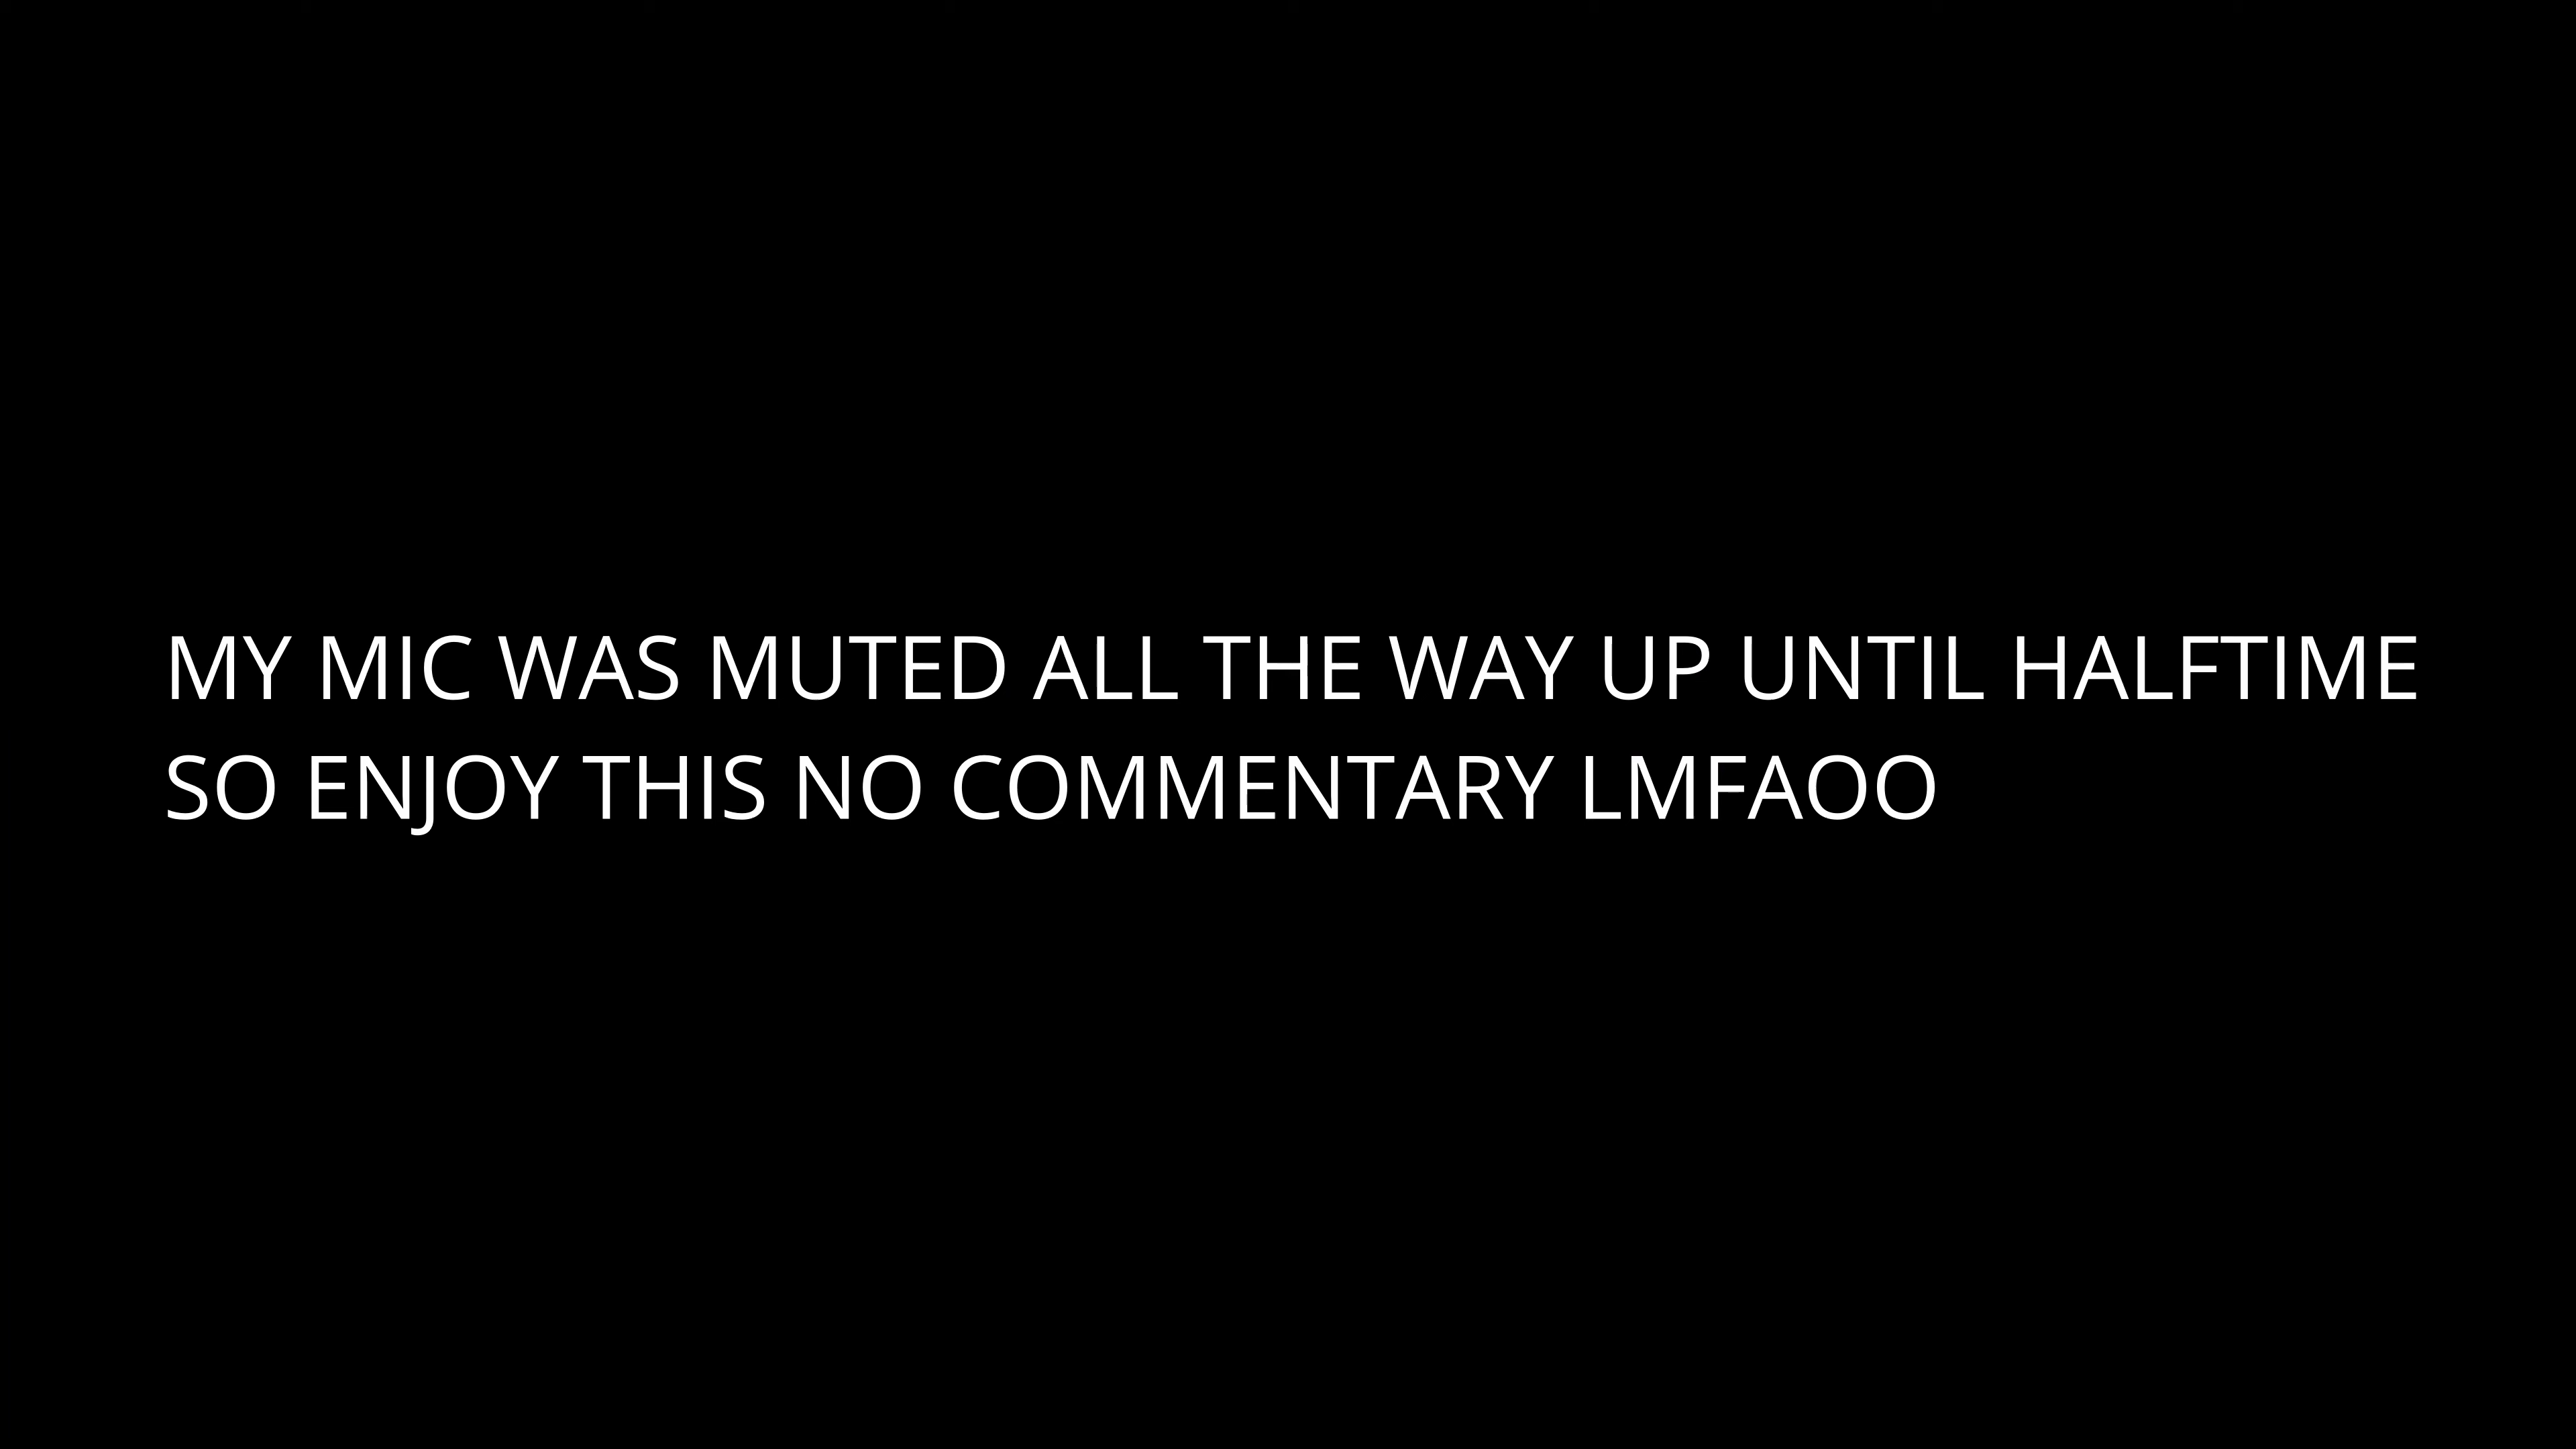 MY MIC WAS MUTED ALL THE WAY UP UNTIL HALFTIME
SO ENJOY THIS NO COMMENTARY LMFAOO